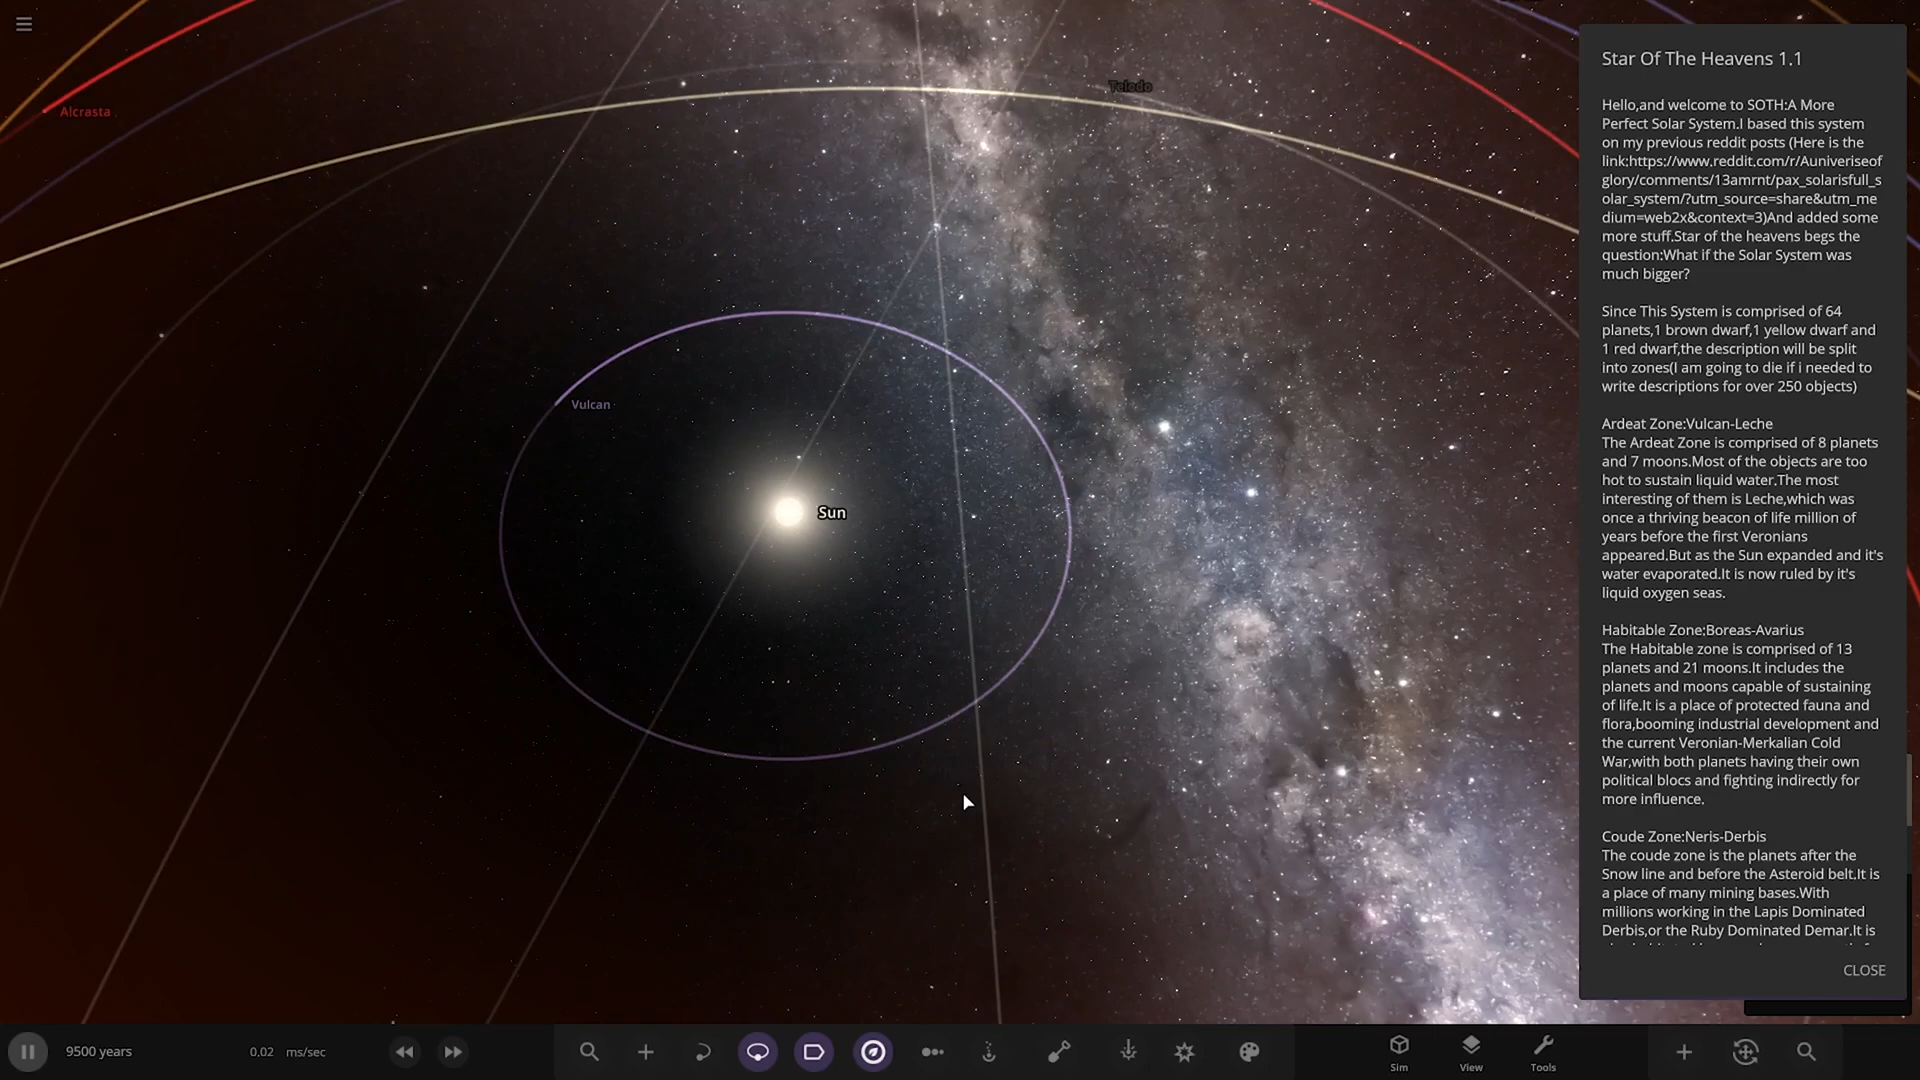 Star Of The Heavens 1.1
Hello,and welcome to SOTH:A More
Perfect Solar System.I based this system
on my previous reddit posts (Here is the
link:https://www.reddit.com/r/Auniveriseof
glory/comments/13amrnt/pax_solarisfull_s
olar_system/?utm_source=share&utm_me
dium=web2x&context=3)And added some
more stuff.Star of the heavens begs the
question:What if the Solar System was
much bigger?
Since This System is comprised of 64
planets,1 brown dwarf,1 yellow dwarf and
1 red dwarf,the description will be split
into zones(I am going to die if i needed to
write descriptions for over 250 objects)
Ardeat Zone:Vulcan-Leche
The Ardeat Zone is comprised of 8 planets
and 7 moons.Most of the objects are too
hot to sustain liquid water.The most
interesting of them is Leche,which was
once a thriving beacon of life million of
years before the first Veronians
appeared.But as the Sun expanded and it's
water evaporated.It is now ruled by it's
liquid oxygen seas.
Habitable Zone:Boreas-Avarius
The Habitable zone is comprised of 13
planets and 21 moons.It includes the
planets and moons capable of sustaining
of life.It is a place of protected fauna and
flora,booming industrial development and
the current Veronian-Merkalian Cold
War,with both planets having their own
political blocs and fighting indirectly for
more influence.
Coude Zone:Neris-Derbis
The coude zone is the planets after the
Snow line and before the Asteroid belt.It is
a place of many mining bases.With
millions working in the Lapis Dominated
Derbis,or the Ruby Dominated Demar.It is
CLOSE
Alcrasta
Vulcan
Sun
9500 years
0.02 ms/sec
Sim
View
Tools